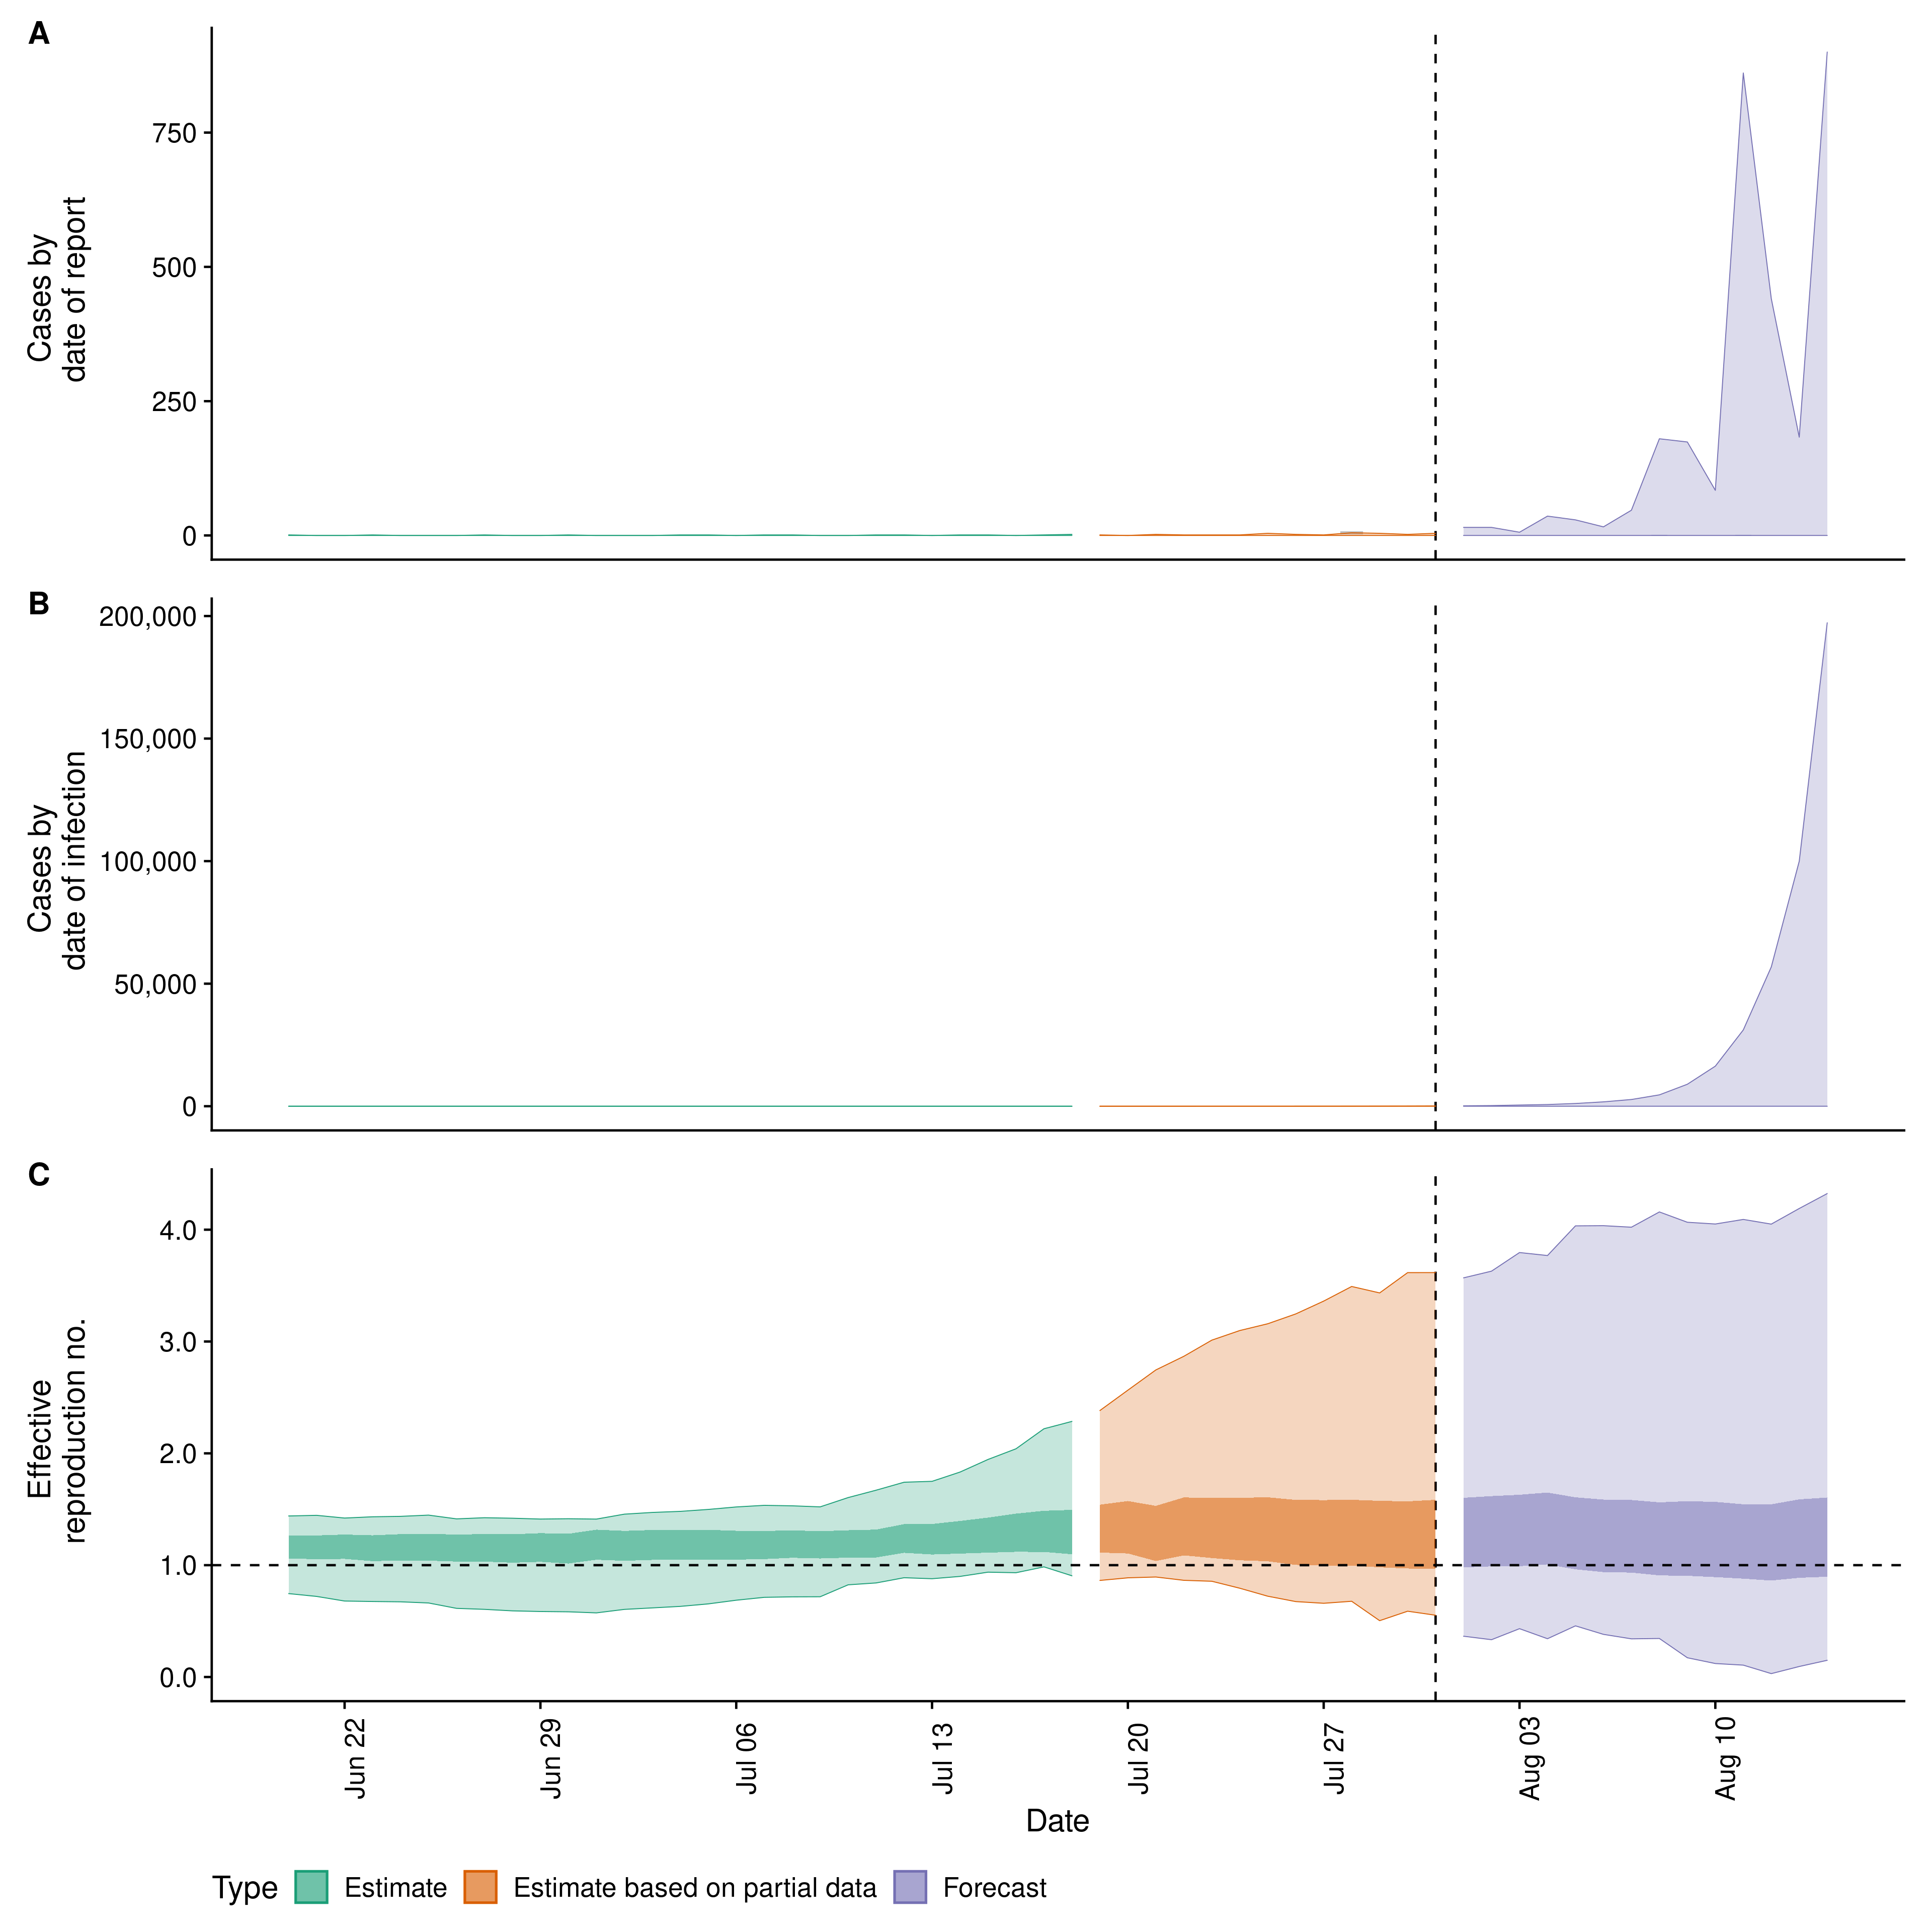 A
Cases by
date of report
750
500
250
0
B
Cases by
date of infection
200,000
150,000
100,000
50,000
0
C
Effective
reproduction no.
4.0
3.0
2.0
1.0
0.0
Jun 22
Jun 29
Jul 06
Jul 13
Jul 20
Jul 27
Aug 03
Aug 10
Date
Type Estimate Estimate based on partial data Forecast